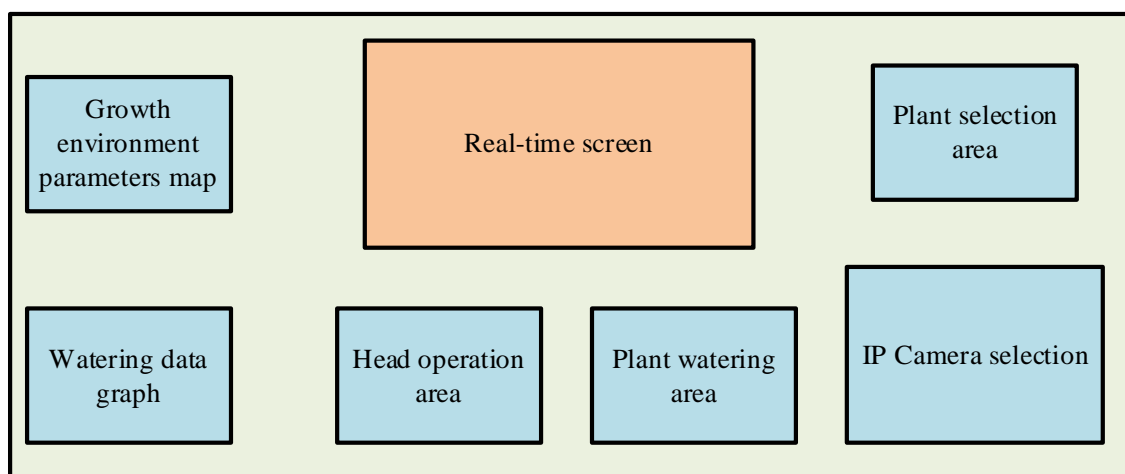 Growth
environment
parameters map
Real-time screen
Plant selection
area
Watering data
graph
Head operation
area
Plant watering
area
IP Camera selection